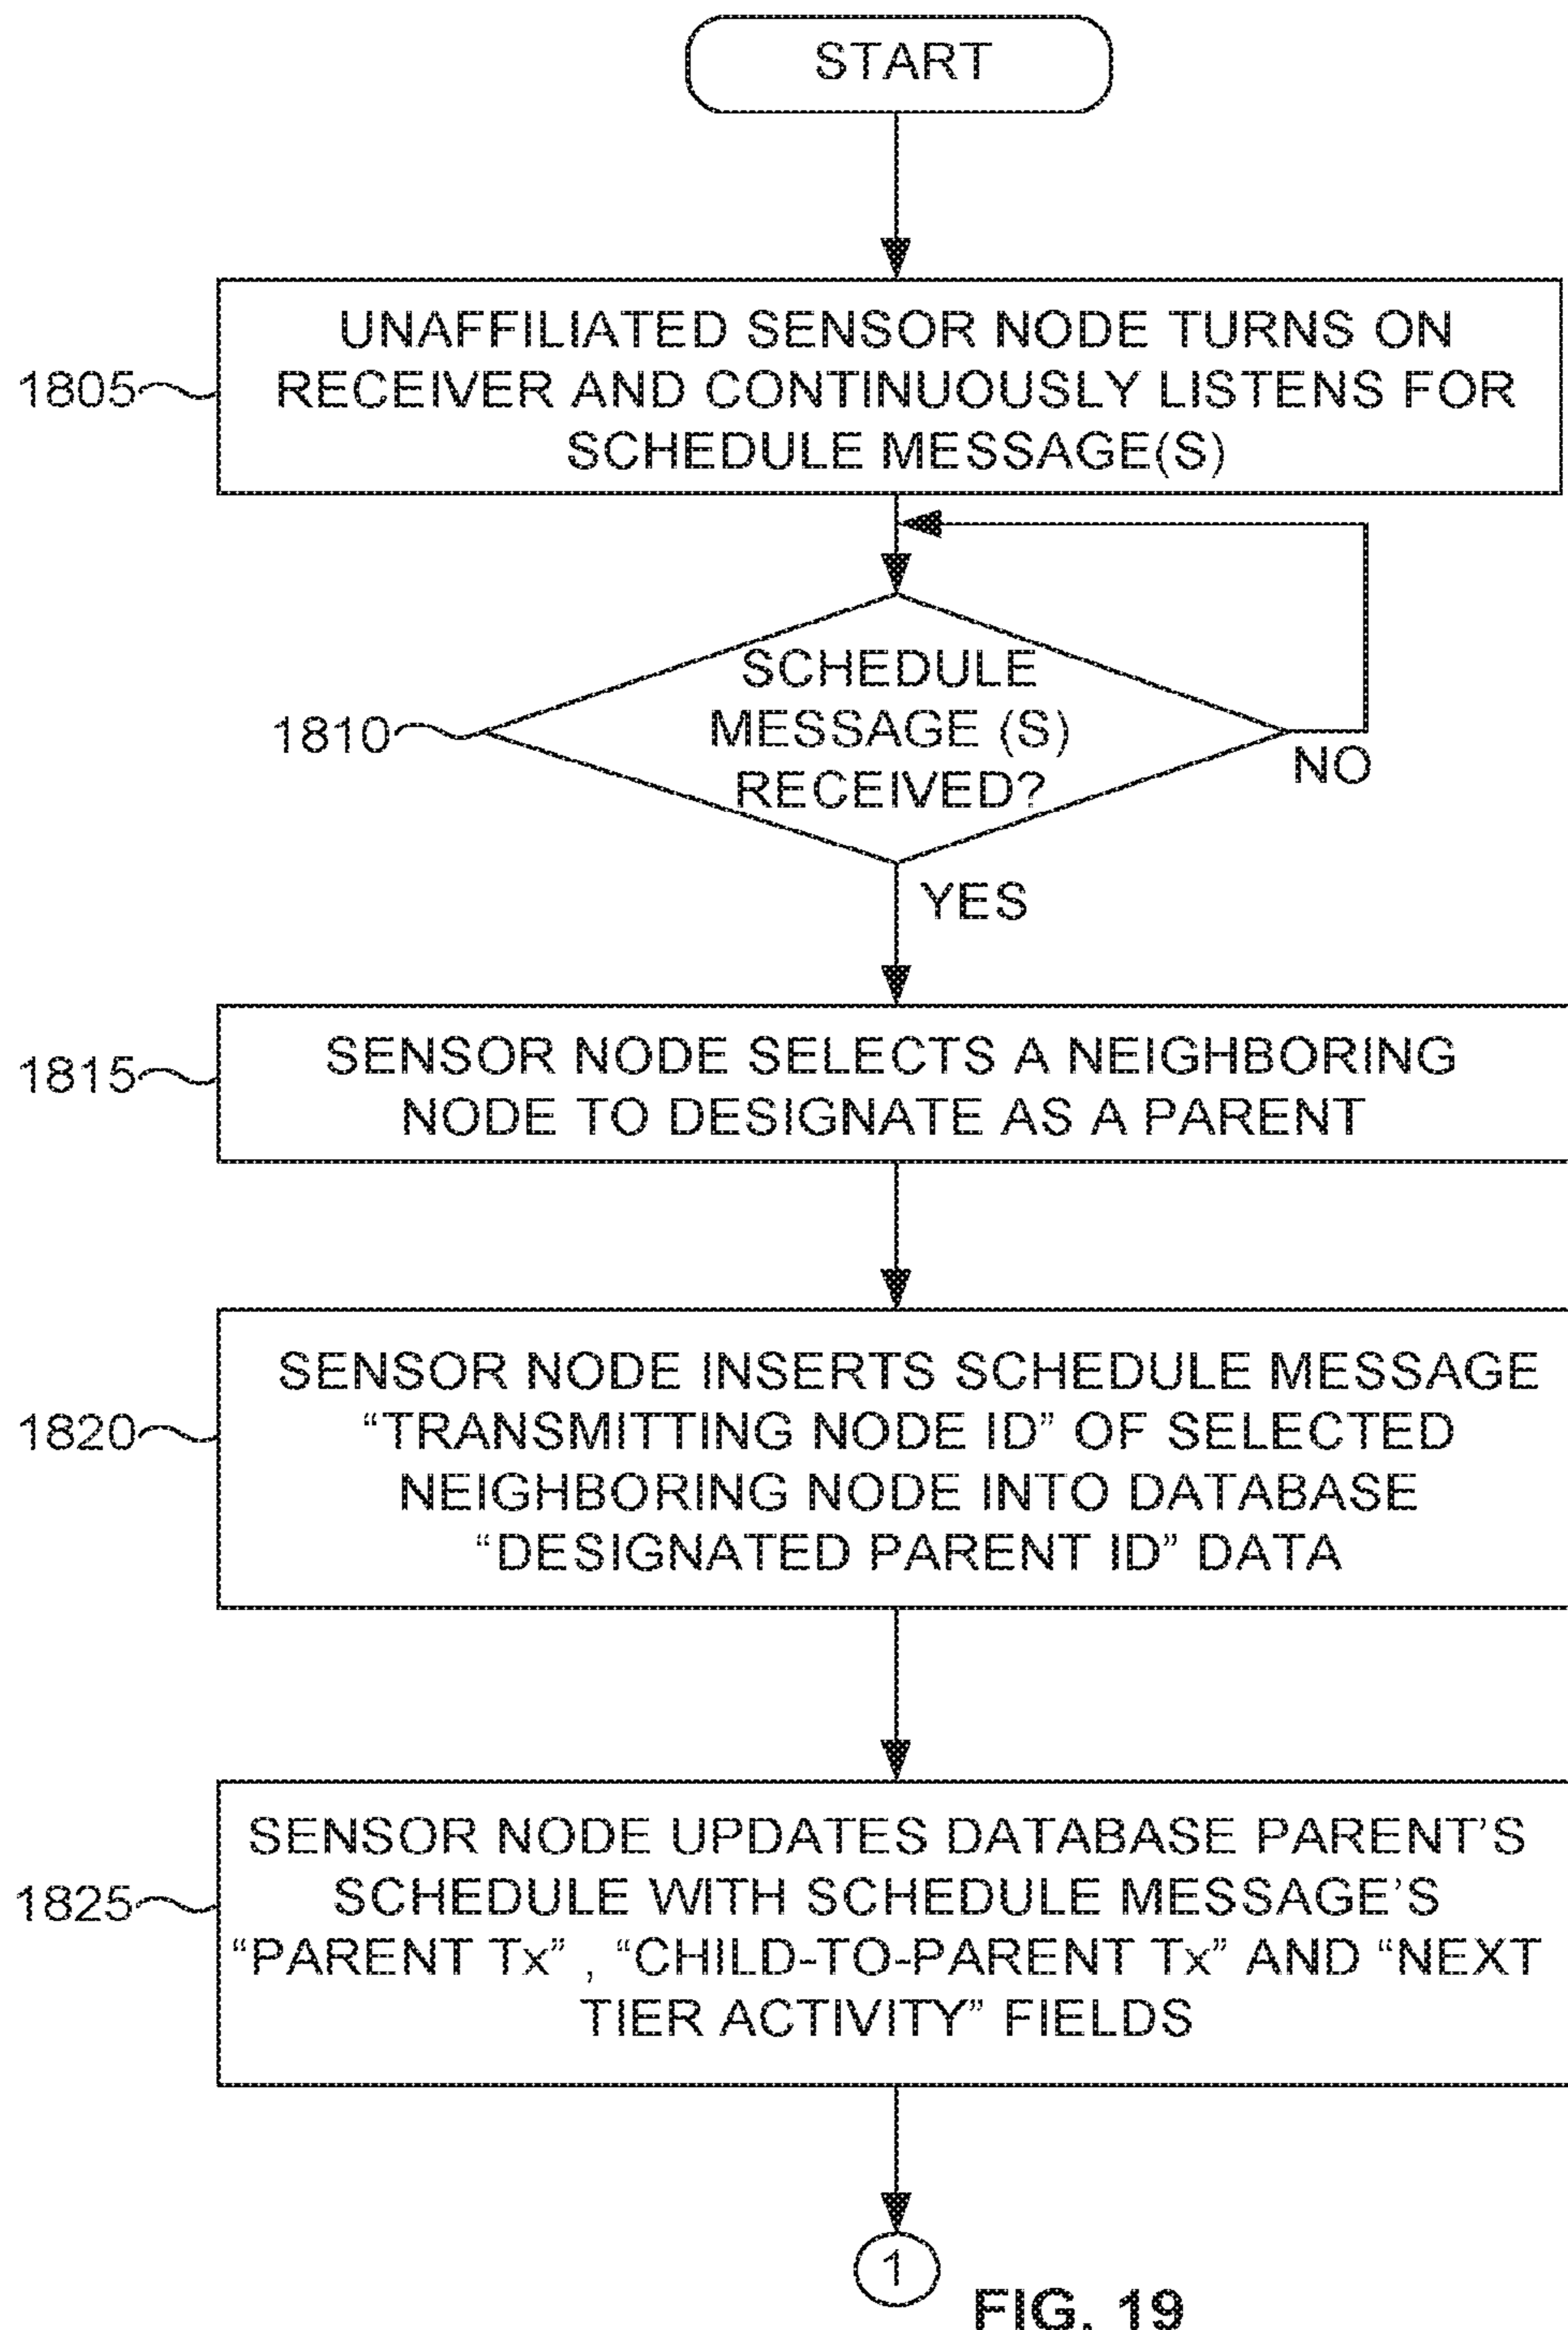 START
UNAFFILIATED SENSOR NODE TURNS ON
RECEIVER AND CONTINUOUSLY LISTENS FOR
SCHEDULE MESSAGE(S)
1805
SCHEDULE
MESSAGE (S)
RECEIVED?
1810
NO
YES
SENSOR NODE SELECTS A NEIGHBORING
NODE TO DESIGNATE AS A PARENT
1815
SENSOR NODE INSERTS SCHEDULE MESSAGE
“TRANSMITTING NODE ID” OF SELECTED
NEIGHBORING NODE INTO DATABASE
“DESIGNATED PARENT ID” DATA
1820
SENSOR NODE UPDATES DATABASE PARENT’S
SCHEDULE WITH SCHEDULE MESSAGE’S
“PARENT Tx” , “CHILD-TO-PARENT Tx” AND “NEXT
TIER ACTIVITY” FIELDS
1825
1
FIG. 19